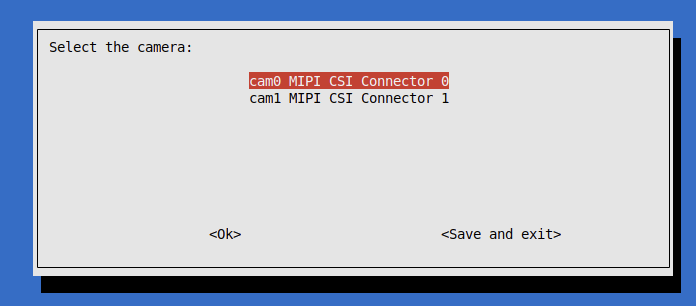 Select the camera:
cam0 MIPI CSI Connector 0
cam1 MIPI CSI Connector 1
<Ok> <Save and exit>